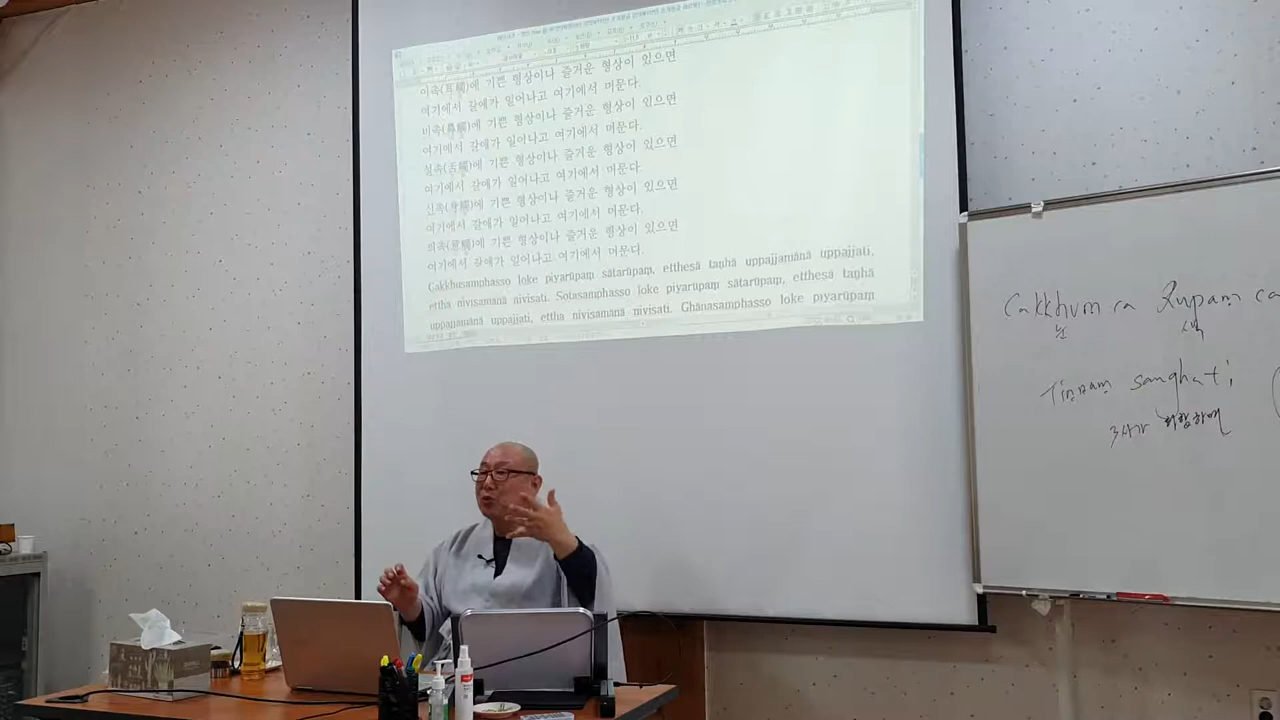 이촉(耳觸)에 기쁜 형상이나 즐거운 형상이 있으면
여기에서 갈애가 일어나고 여기에서 머문다.
비촉(鼻觸)에 기쁜 형상이나 즐거운 형상이 있으면
여기에서 갈애가 일어나고 여기에서 머문다.
설촉(舌觸)에 기쁜 형상이나 즐거운 형상이 있으면
여기에서 갈애가 일어나고 여기에서 머문다.
신촉(身觸)에 기쁜 형상이나 즐거운 형상이 있으면
여기에서 갈애가 일어나고 여기에서 머문다.
의촉(意觸)에 기쁜 형상이나 즐거운 형상이 있으면
여기에서 갈애가 일어나고 여기에서 머문다.
Cakkhusamphasso loke piyarūpaṃ sātarūpaṃ, etthesā taṇhā uppajjamānā uppajjati,
ettha nivisamānā nivisati. Sotasamphasso loke piyarūpaṃ sātarūpaṃ, etthesā taṇhā
uppajjamānā uppajjati, ettha nivisamānā nivisati. Ghānasamphasso loke piyarūpaṃ
Cakkhum ca Rupaṃ ca
눈 색
Tiṇṇaṃ sanghati
3사가 화합하여